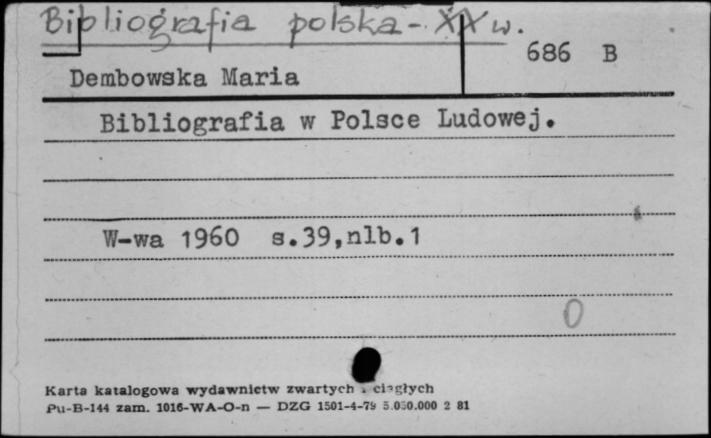 Bibliografia polska - XX w.
686 B
Dembowska Maria
Bibliografia w Polsce Ludowej.
W-wa 1960 s.39,nlb.1
0
Karta katalogowa wydawnictw zwartych i ciągłych
Pu-B-144 zam. 1016-WA-O-n — DZG 1501-4-79 5.050.000 2 81